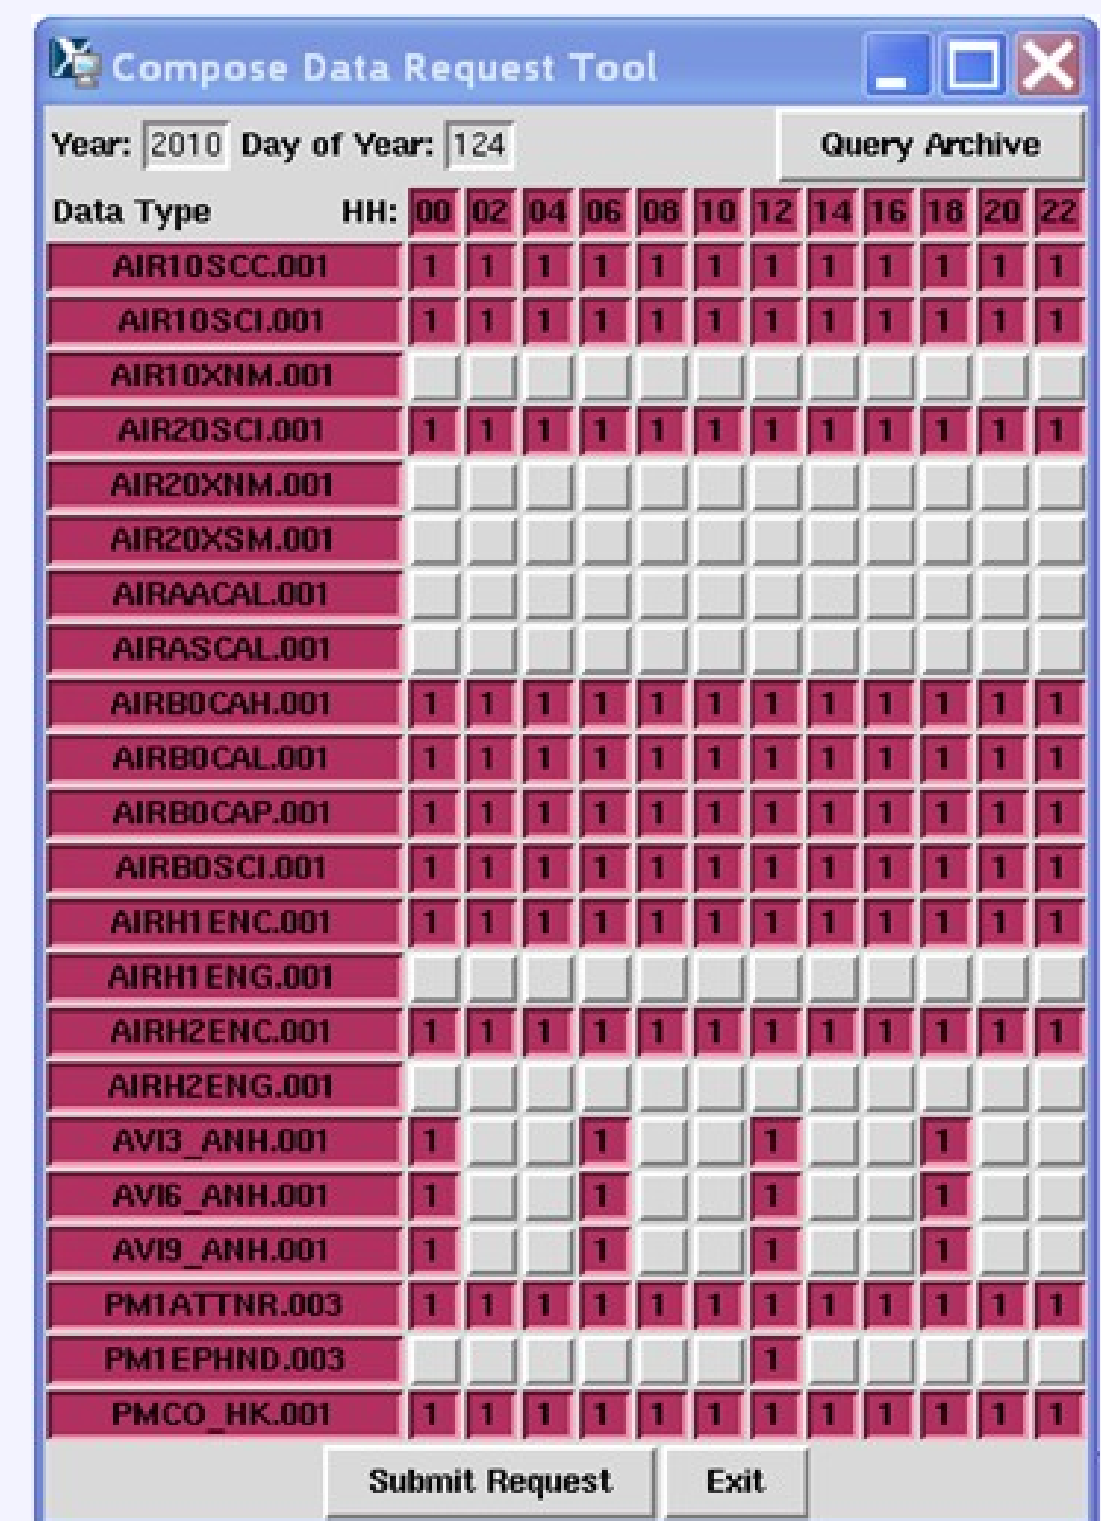 Compose Data Request Tool
Year: 2010 Day of Year: 124 Query Archive
Data Type HH: 00 02 04 06 08 10 12 14 16 18 20 22
AIR10SCC.001 1 1 1 1 1 1 1 1 1 1 1 1
AIR10SCI.001 1 1 1 1 1 1 1 1 1 1 1 1
AIR10XNM.001
AIR20SCI.001 1 1 1 1 1 1 1 1 1 1 1 1
AIR20XNM.001
AIR20XSM.001
AIRAACAL.001
AIRASCAL.001
AIRB0CAH.001 1 1 1 1 1 1 1 1 1 1 1 1
AIRB0CAL.001 1 1 1 1 1 1 1 1 1 1 1 1
AIRB0CAP.001 1 1 1 1 1 1 1 1 1 1 1 1
AIRB0SCI.001 1 1 1 1 1 1 1 1 1 1 1 1
AIRH1ENC.001 1 1 1 1 1 1 1 1 1 1 1 1
AIRH1ENG.001
AIRH2ENC.001 1 1 1 1 1 1 1 1 1 1 1 1
AIRH2ENG.001
AVI3_ANH.001 1 1 1 1
AVI6_ANH.001 1 1 1 1
AVI9_ANH.001 1 1 1 1
PM1ATTNR.003 1 1 1 1 1 1 1 1 1 1 1 1
PM1EPHND.003 1
PMCO_HK.001 1 1 1 1 1 1 1 1 1 1 1 1
Submit Request Exit